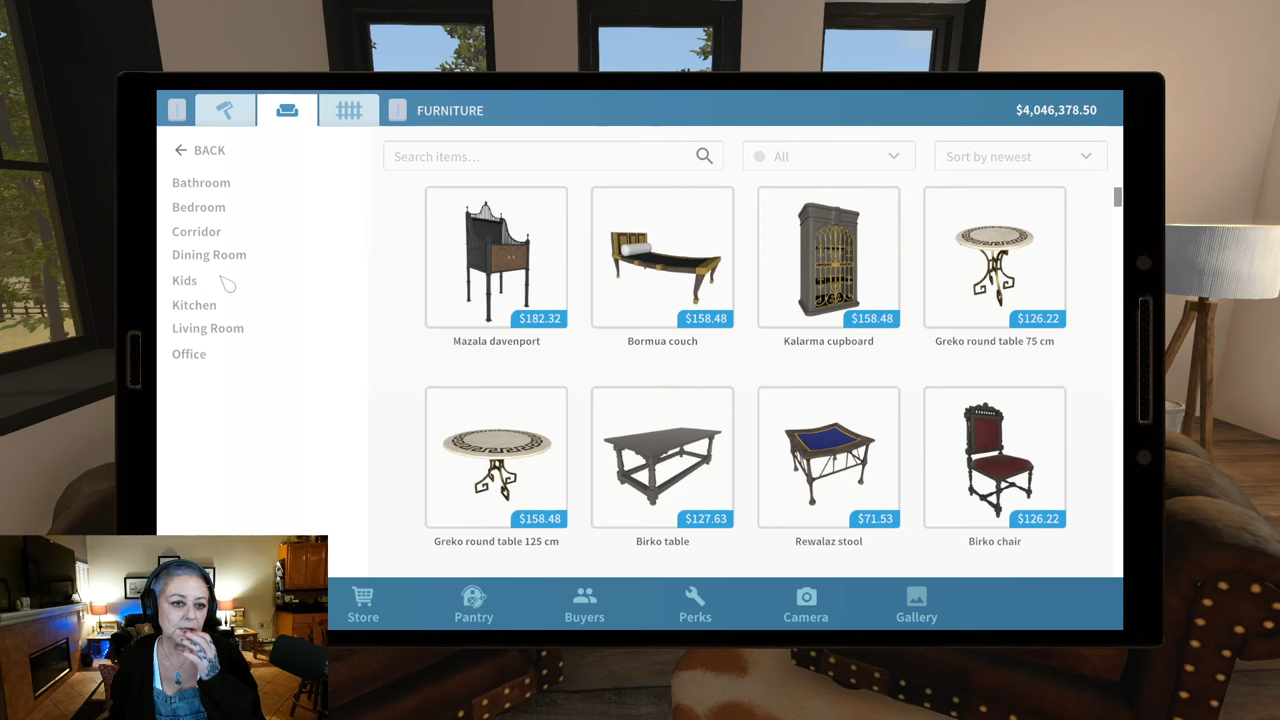 FURNITURE
$4,046,378.50
BACK
Search items...
All
Sort by newest
Bathroom
Bedroom
Corridor
Dining Room
Kids
Kitchen
Living Room
Office
$182.32
$158.48
$158.48
$126.22
Mazala davenport
Bormua couch
Kalarma cupboard
Greko round table 75 cm
$158.48
$127.63
$71.53
$126.22
Greko round table 125 cm
Birko table
Rewalaz stool
Birko chair
Store
Pantry
Buyers
Perks
Camera
Gallery